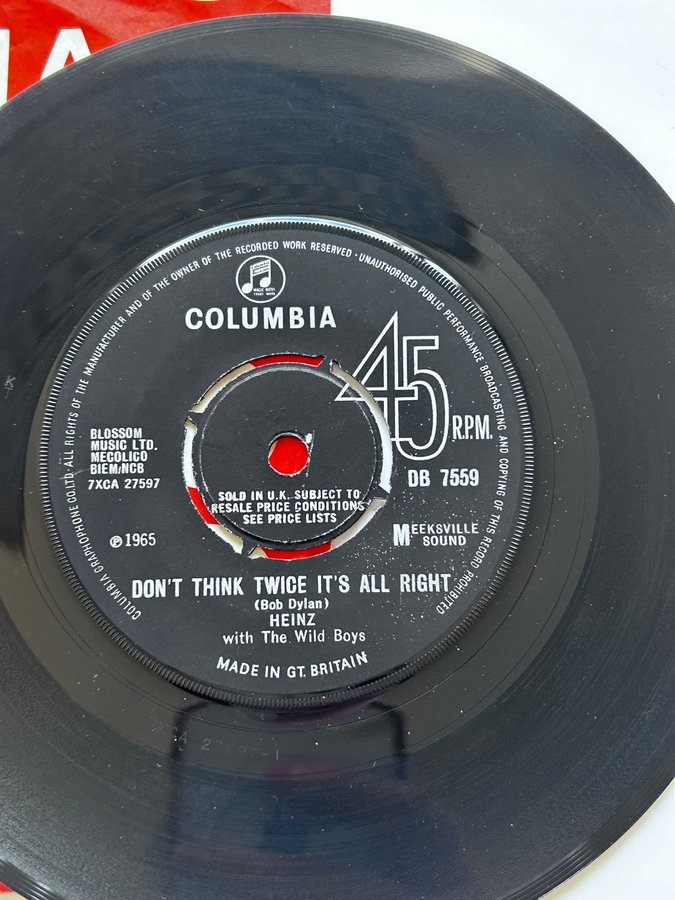 IA
COLUMBIA GRAPHOPHONE CO. LTD · ALL RIGHTS OF THE MANUFACTURER AND OF THE OWNER OF THE RECORDED WORK RESERVED · UNAUTHORISED PUBLIC PERFORMANCE BROADCASTING AND COPYING OF THIS RECORD PROHIBITED
COLUMBIA
45 R.P.M.
BLOSSOM
MUSIC LTD.
MECOLICO
BIEM/NCB
7XCA 27597
DB 7559
SOLD IN U.K. SUBJECT TO
RESALE PRICE CONDITIONS
SEE PRICE LISTS
℗ 1965
MEEKSVILLE
SOUND
DON'T THINK TWICE IT'S ALL RIGHT
(Bob Dylan)
HEINZ
with The Wild Boys
MADE IN GT. BRITAIN